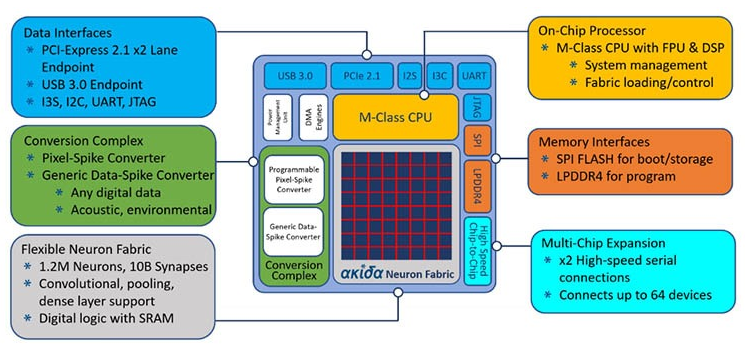 Data Interfaces
* PCI-Express 2.1 x2 Lane
Endpoint
* USB 3.0 Endpoint
* I3S, I2C, UART, JTAG
Conversion Complex
* Pixel-Spike Converter
* Generic Data-Spike Converter
* Any digital data
* Acoustic, environmental
Flexible Neuron Fabric
* 1.2M Neurons, 10B Synapses
* Convolutional, pooling,
dense layer support
* Digital logic with SRAM
USB 3.0
PCIe 2.1
I2S
I3C
UART
Power
Management
Unit
DMA
Engines
M-Class CPU
JTAG
SPI
LPDDR4
High Speed
Chip-to-Chip
Programmable
Pixel-Spike
Converter
Generic Data-
Spike Converter
Conversion
Complex
akida Neuron Fabric
On-Chip Processor
* M-Class CPU with FPU & DSP
* System management
* Fabric loading/control
Memory Interfaces
* SPI FLASH for boot/storage
* LPDDR4 for program
Multi-Chip Expansion
* x2 High-speed serial
connections
* Connects up to 64 devices